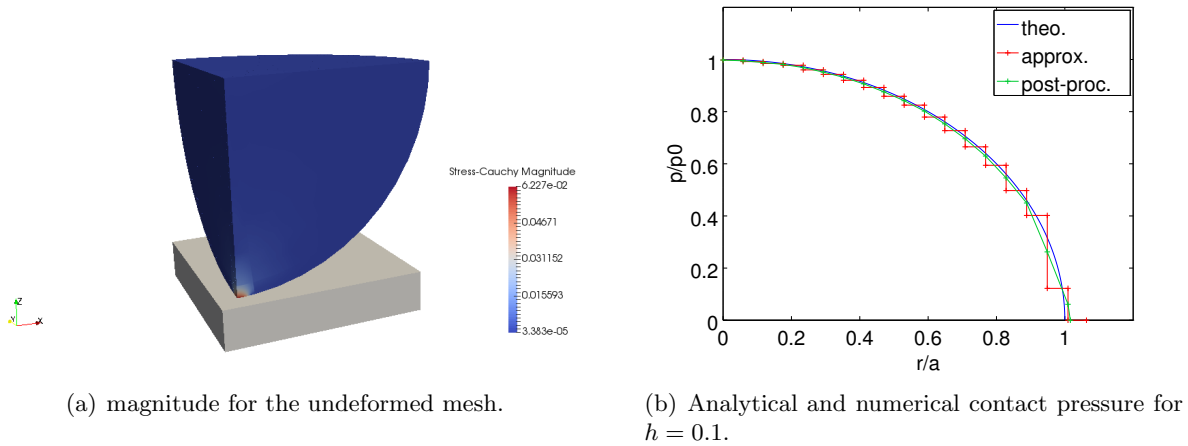 Stress-Cauchy Magnitude
6.227e-02
0.04671
0.031152
0.015593
3.383e-05
Z
Y
X
(a) magnitude for the undeformed mesh.
theo.
approx.
post-proc.
p/p0
1
0.8
0.6
0.4
0.2
0
0 0.2 0.4 0.6 0.8 1
r/a
(b) Analytical and numerical contact pressure for
h = 0.1.